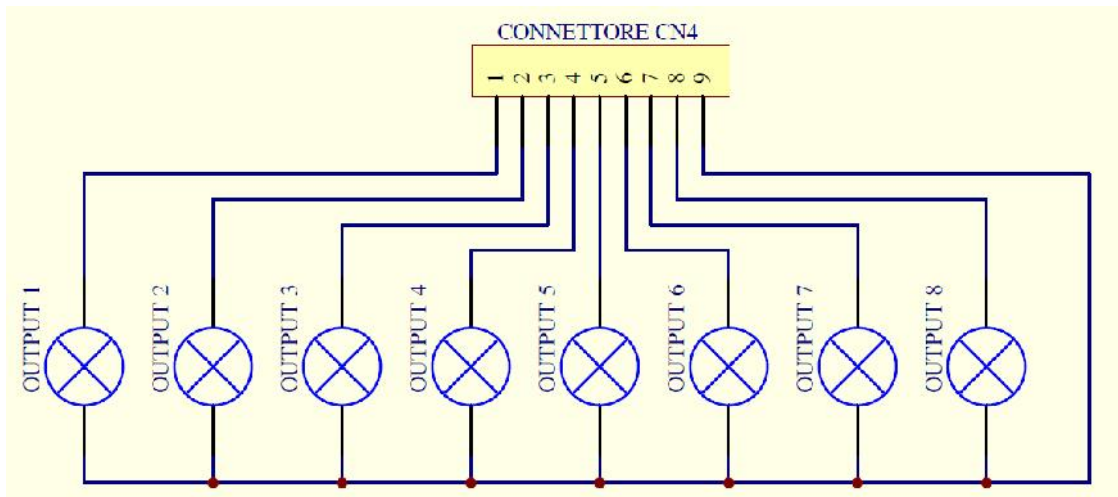 CONNETTORE CN4
1 2 3 4 5 6 7 8 9
OUTPUT 1
OUTPUT 2
OUTPUT 3
OUTPUT 4
OUTPUT 5
OUTPUT 6
OUTPUT 7
OUTPUT 8